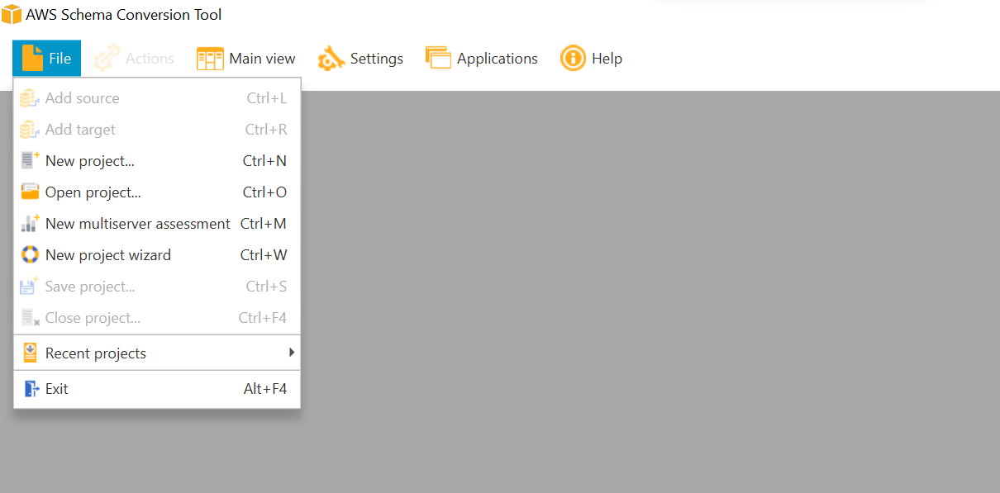 AWS Schema Conversion Tool
File Actions Main view Settings Applications Help
Add source Ctrl+L
Add target Ctrl+R
New project... Ctrl+N
Open project... Ctrl+O
New multiserver assessment Ctrl+M
New project wizard Ctrl+W
Save project... Ctrl+S
Close project... Ctrl+F4
Recent projects
Exit Alt+F4